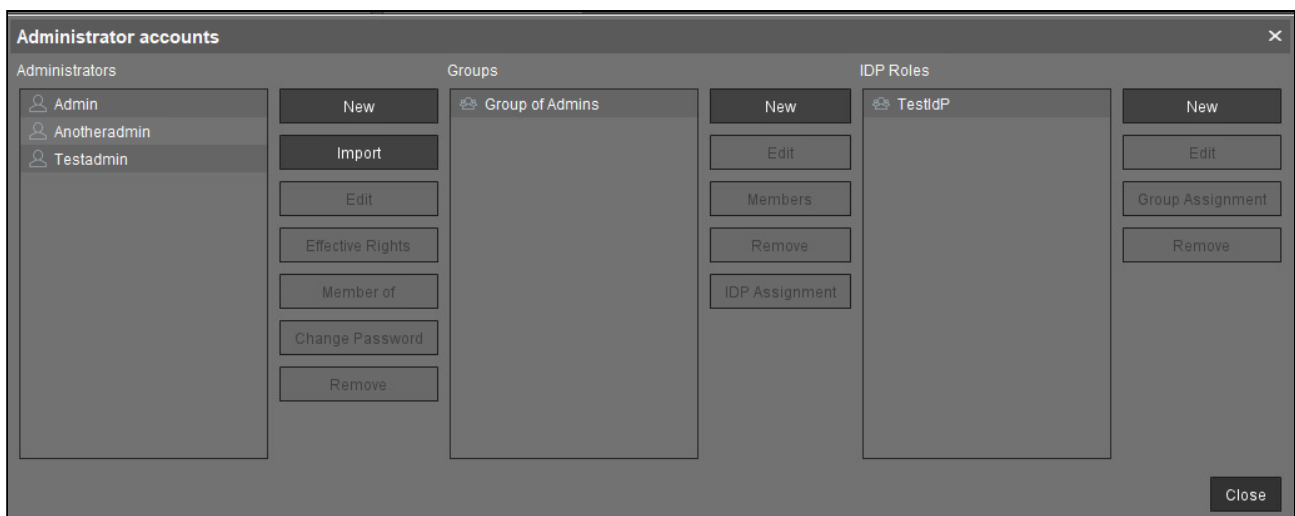 Administrator accounts
Administrators
Groups
IDP Roles
Admin
Anotheradmin
Testadmin
New
Import
Edit
Effective Rights
Member of
Change Password
Remove
Group of Admins
New
Edit
Members
Remove
IDP Assignment
TestIdP
New
Edit
Group Assignment
Remove
Close